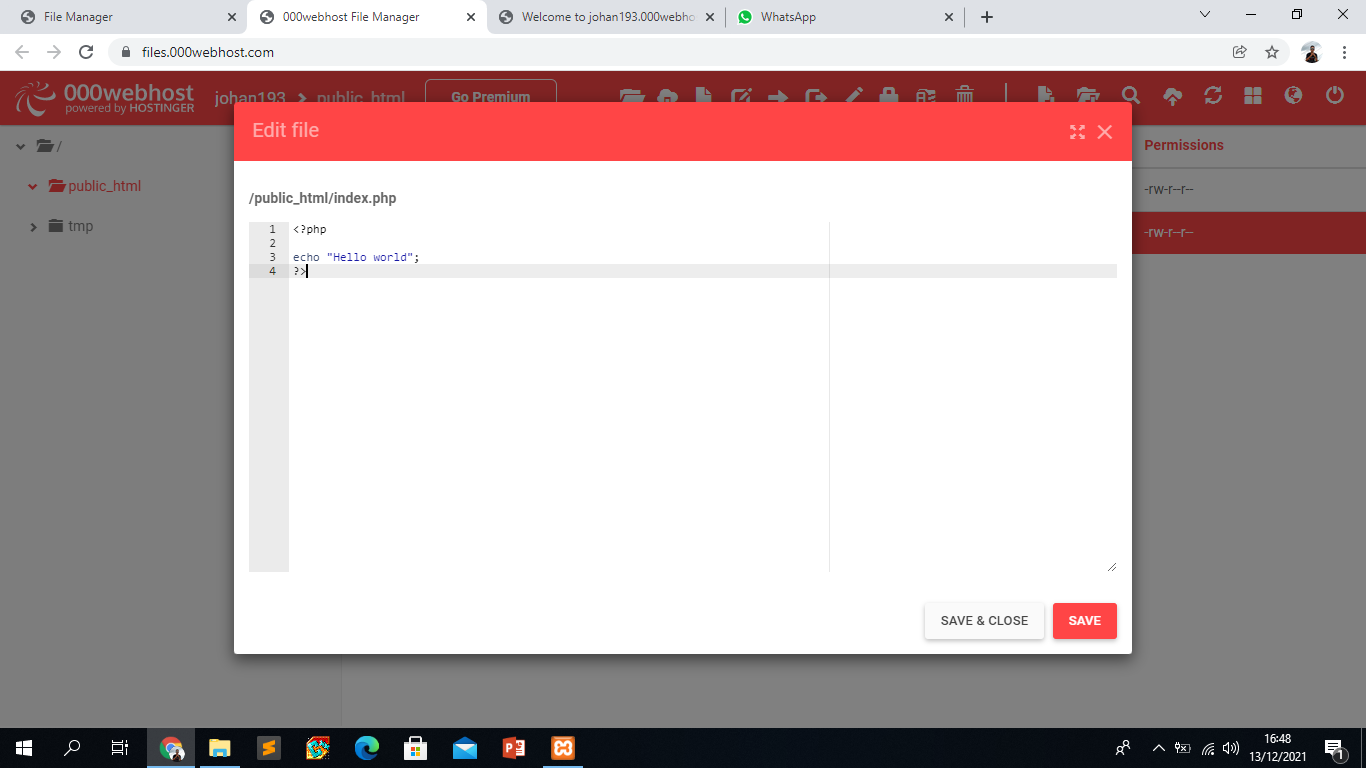 File Manager
000webhost File Manager
Welcome to johan193.000webho
WhatsApp
files.000webhost.com
000webhost
powered by HOSTINGER
johan193 > public_html
Go Premium
Edit file
/
public_html
tmp
Permissions
-rw-r--r--
-rw-r--r--
/public_html/index.php
1 <?php
2
3 echo "Hello world";
4 ?>
SAVE & CLOSE
SAVE
16:48
13/12/2021
1